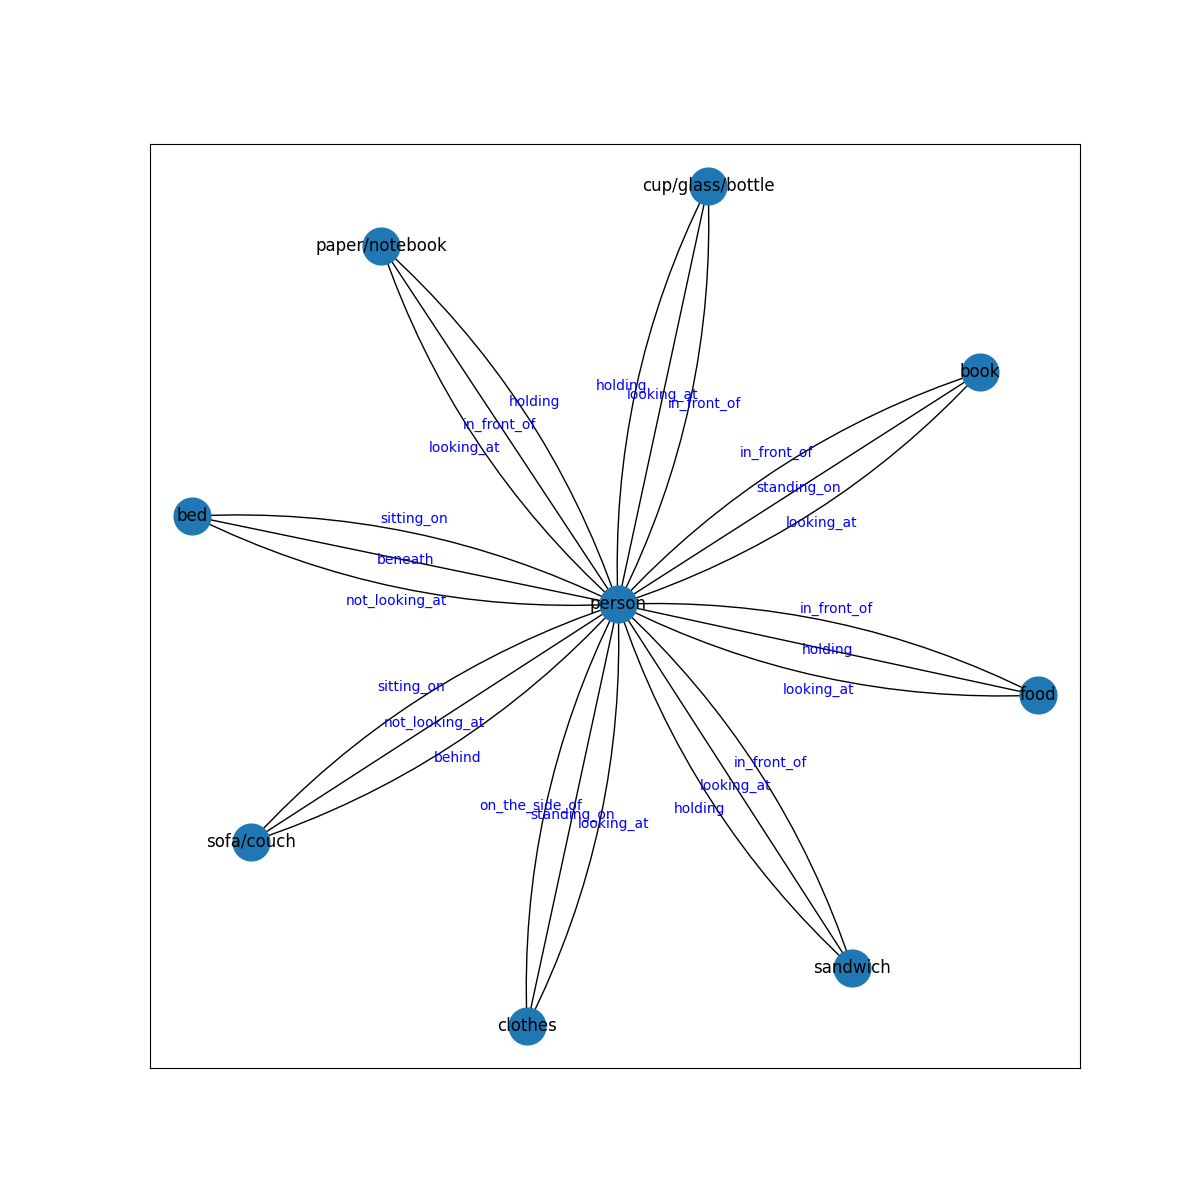 cup/glass/bottle
paper/notebook
book
holding
looking_at
in_front_of
holding
in_front_of
looking_at
in_front_of
standing_on
looking_at
bed
sitting_on
beneath
not_looking_at
person
in_front_of
holding
looking_at
food
sitting_on
not_looking_at
behind
sofa/couch
on_the_side_of
standing_on
looking_at
in_front_of
looking_at
holding
sandwich
clothes